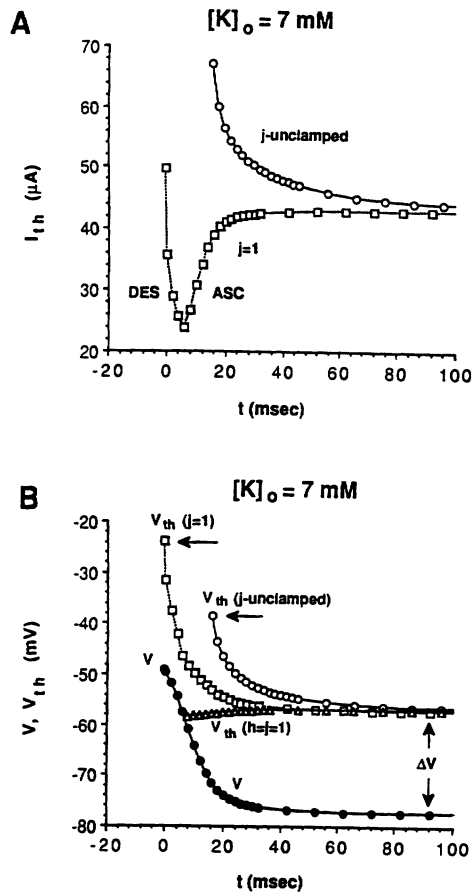 A
[K]o = 7 mM
70
60
50
40
30
20
Ith (μA)
j-unclamped
j=1
DES
ASC
-20
0
20
40
60
80
100
t (msec)
B
[K]o = 7 mM
-20
-30
-40
-50
-60
-70
-80
V, Vth (mV)
Vth (j=1)
Vth (j-unclamped)
V
Vth (h=j=1)
ΔV
V
-20
0
20
40
60
80
100
t (msec)